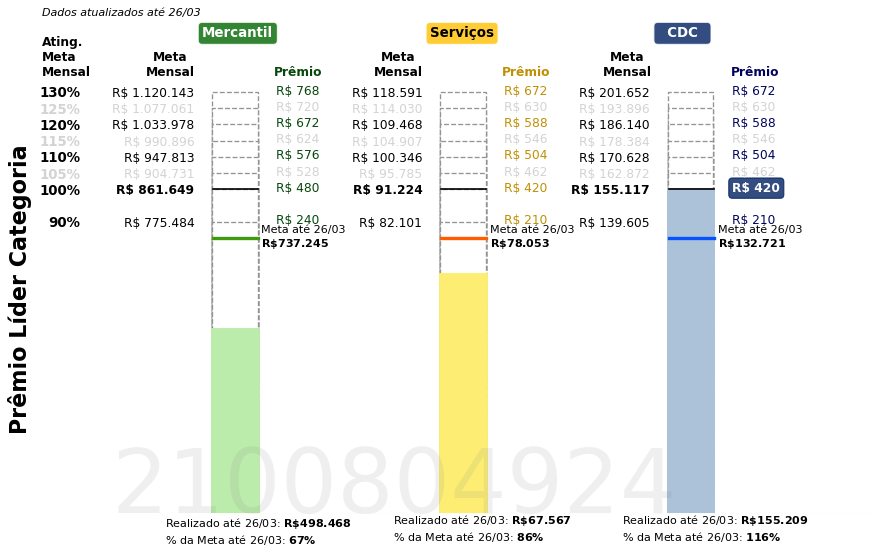 Dados atualizados até 26/03
Mercantil Serviços CDC
Ating.
Meta Meta Meta Meta
Mensal Mensal Prêmio Mensal Prêmio Mensal Prêmio
130% R$ 1.120.143 R$ 768 R$ 118.591 R$ 672 R$ 201.652 R$ 672
125% R$ 1.077.061 R$ 720 R$ 114.030 R$ 630 R$ 193.896 R$ 630
120% R$ 1.033.978 R$ 672 R$ 109.468 R$ 588 R$ 186.140 R$ 588
115% R$ 990.896 R$ 624 R$ 104.907 R$ 546 R$ 178.384 R$ 546
110% R$ 947.813 R$ 576 R$ 100.346 R$ 504 R$ 170.628 R$ 504
105% R$ 904.731 R$ 528 R$ 95.785 R$ 462 R$ 162.872 R$ 462
100% R$ 861.649 R$ 480 R$ 91.224 R$ 420 R$ 155.117 R$ 420
90% R$ 775.484 R$ 240 R$ 82.101 R$ 210 R$ 139.605 R$ 210
Meta até 26/03 Meta até 26/03 Meta até 26/03
R$737.245 R$78.053 R$132.721
Prêmio Líder Categoria
2100804924
Realizado até 26/03: R$498.468 Realizado até 26/03: R$67.567 Realizado até 26/03: R$155.209
% da Meta até 26/03: 67% % da Meta até 26/03: 86% % da Meta até 26/03: 116%